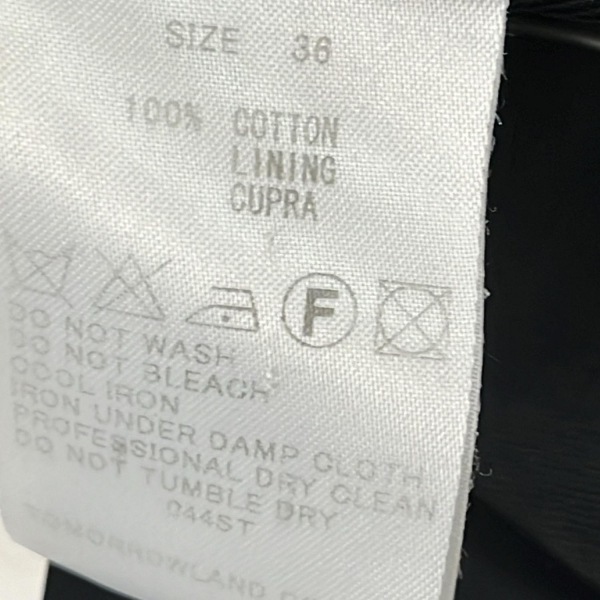 SIZE 36
100% COTTON
LINING
CUPRA
F
DO NOT WASH
DO NOT BLEACH
COOL IRON
IRON UNDER DAMP CLOTH
PROFESSIONAL DRY CLEAN
DO NOT TUMBLE DRY
044ST
TOMORROWLAND